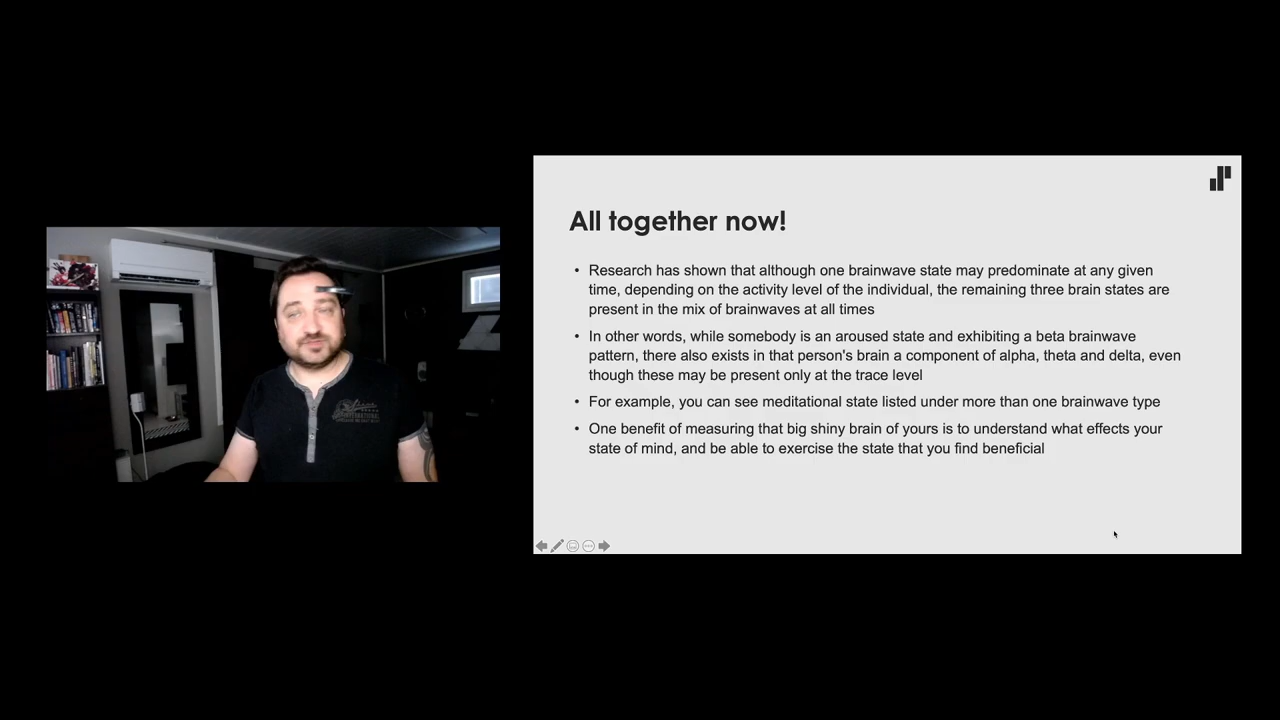 All together now!
• Research has shown that although one brainwave state may predominate at any given
time, depending on the activity level of the individual, the remaining three brain states are
present in the mix of brainwaves at all times
• In other words, while somebody is an aroused state and exhibiting a beta brainwave
pattern, there also exists in that person's brain a component of alpha, theta and delta, even
though these may be present only at the trace level
• For example, you can see meditational state listed under more than one brainwave type
• One benefit of measuring that big shiny brain of yours is to understand what effects your
state of mind, and be able to exercise the state that you find beneficial